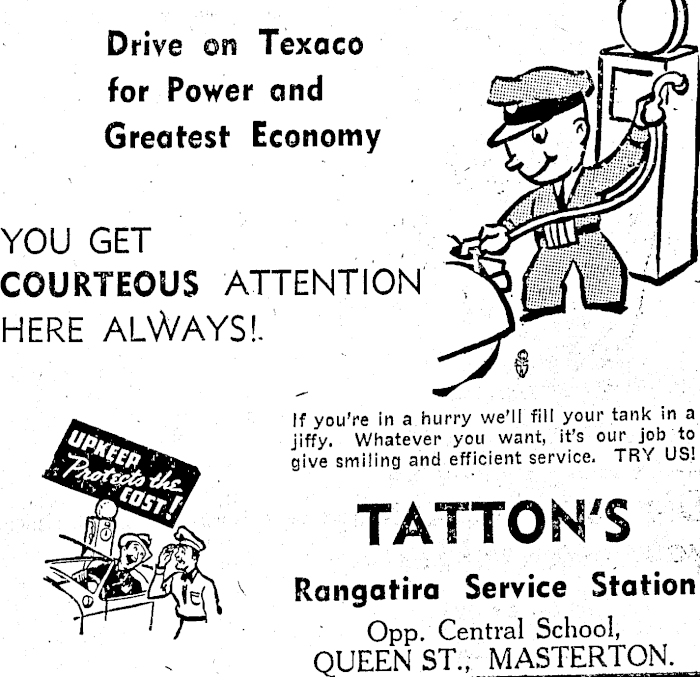 Drive on Texaco
for Power and
Greatest Economy
YOU GET
COURTEOUS ATTENTION
HERE ALWAYS!
If you're in a hurry we'll fill your tank in a
jiffy. Whatever you want, it's our job to
give smiling and efficient service. TRY US!
UPKEEP
Protects the
COST!
TATTON'S
Rangatira Service Station
Opp. Central School,
QUEEN ST., MASTERTON.